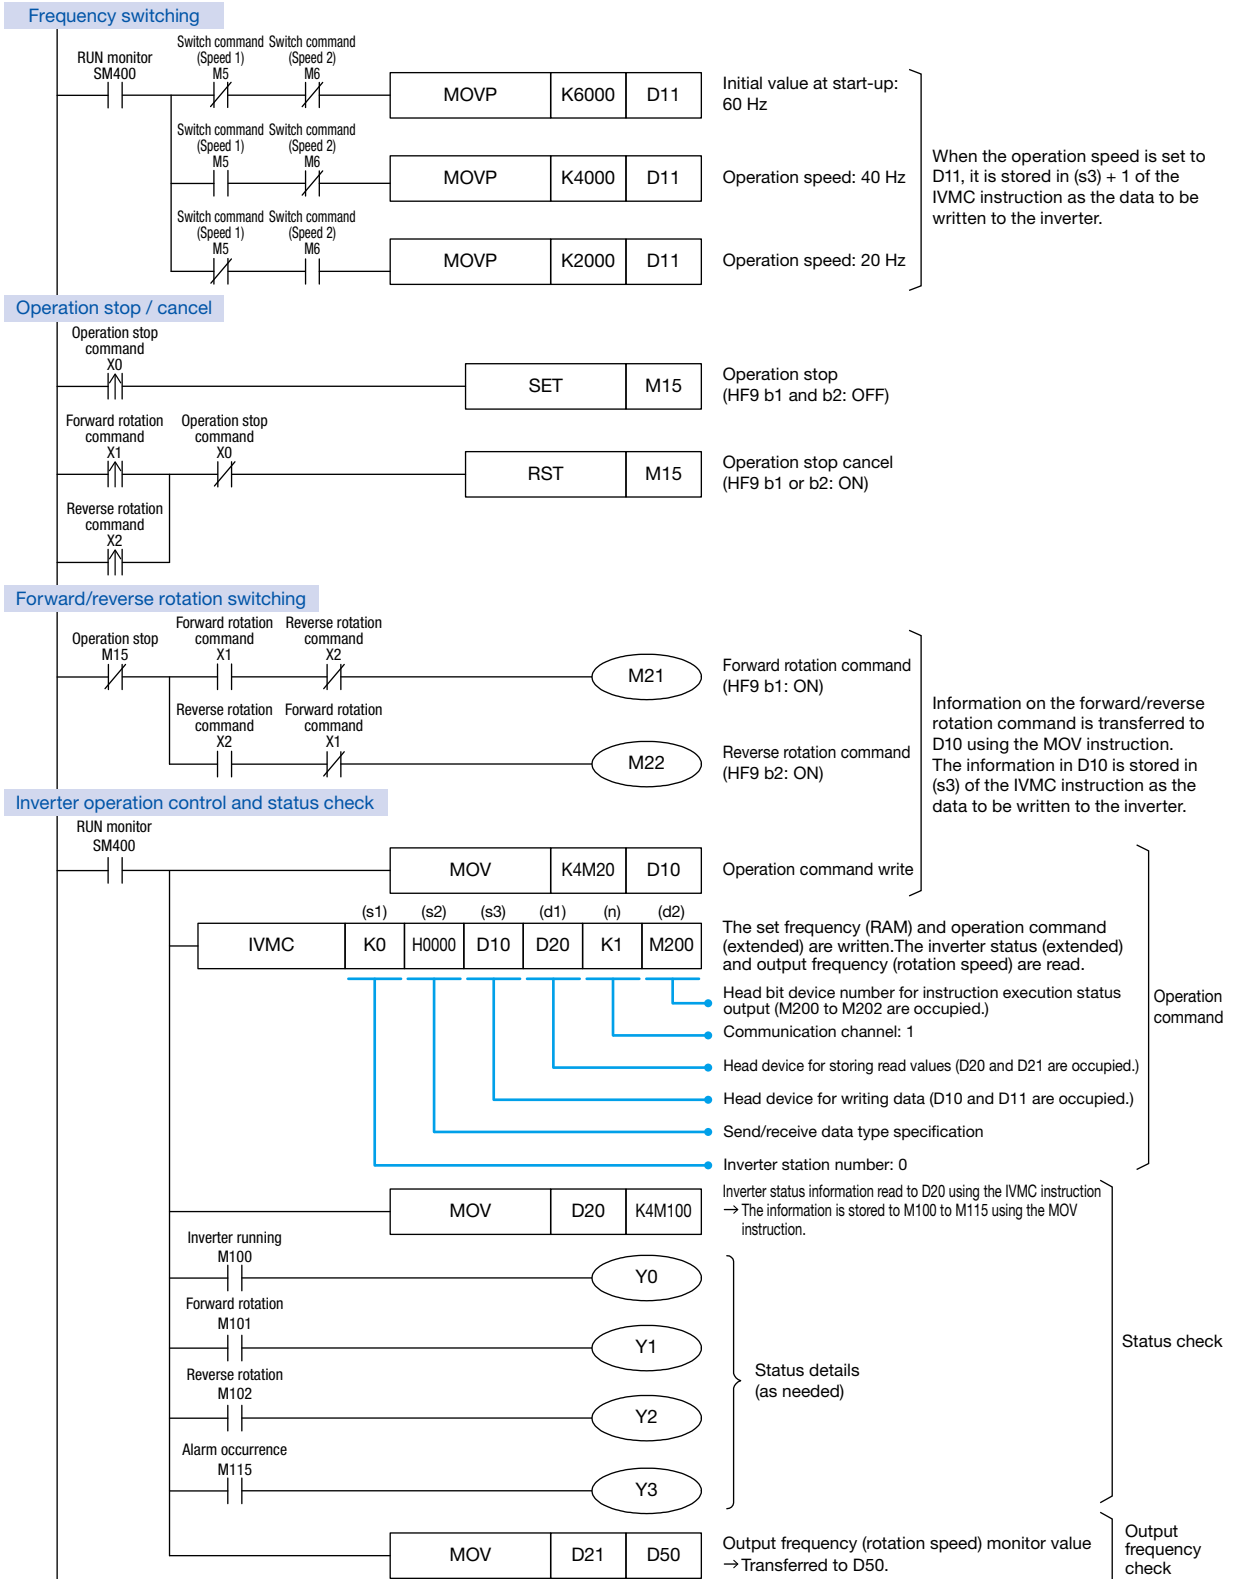 Frequency switching
RUN monitor
SM400
Switch command
(Speed 1)
M5
Switch command
(Speed 2)
M6
MOVP K6000 D11
Initial value at start-up:
60 Hz
Switch command
(Speed 1)
M5
Switch command
(Speed 2)
M6
MOVP K4000 D11
Operation speed: 40 Hz
Switch command
(Speed 1)
M5
Switch command
(Speed 2)
M6
MOVP K2000 D11
Operation speed: 20 Hz
When the operation speed is set to
D11, it is stored in (s3) + 1 of the
IVMC instruction as the data to be
written to the inverter.
Operation stop / cancel
Operation stop
command
X0
SET M15
Operation stop
(HF9 b1 and b2: OFF)
Forward rotation
command
X1
Operation stop
command
X0
RST M15
Operation stop cancel
(HF9 b1 or b2: ON)
Reverse rotation
command
X2
Forward/reverse rotation switching
Operation stop
M15
Forward rotation
command
X1
Reverse rotation
command
X2
M21
Forward rotation command
(HF9 b1: ON)
Reverse rotation
command
X2
Forward rotation
command
X1
M22
Reverse rotation command
(HF9 b2: ON)
Information on the forward/reverse
rotation command is transferred to
D10 using the MOV instruction.
The information in D10 is stored in
(s3) of the IVMC instruction as the
data to be written to the inverter.
Inverter operation control and status check
RUN monitor
SM400
MOV K4M20 D10
Operation command write
(s1) (s2) (s3) (d1) (n) (d2)
IVMC K0 H0000 D10 D20 K1 M200
The set frequency (RAM) and operation command
(extended) are written.The inverter status (extended)
and output frequency (rotation speed) are read.
Head bit device number for instruction execution status
output (M200 to M202 are occupied.)
Communication channel: 1
Head device for storing read values (D20 and D21 are occupied.)
Head device for writing data (D10 and D11 are occupied.)
Send/receive data type specification
Inverter station number: 0
Operation
command
MOV D20 K4M100
Inverter status information read to D20 using the IVMC instruction
→The information is stored to M100 to M115 using the MOV
instruction.
Inverter running
M100
Y0
Forward rotation
M101
Y1
Reverse rotation
M102
Y2
Alarm occurrence
M115
Y3
Status details
(as needed)
Status check
MOV D21 D50
Output frequency (rotation speed) monitor value
→Transferred to D50.
Output
frequency
check